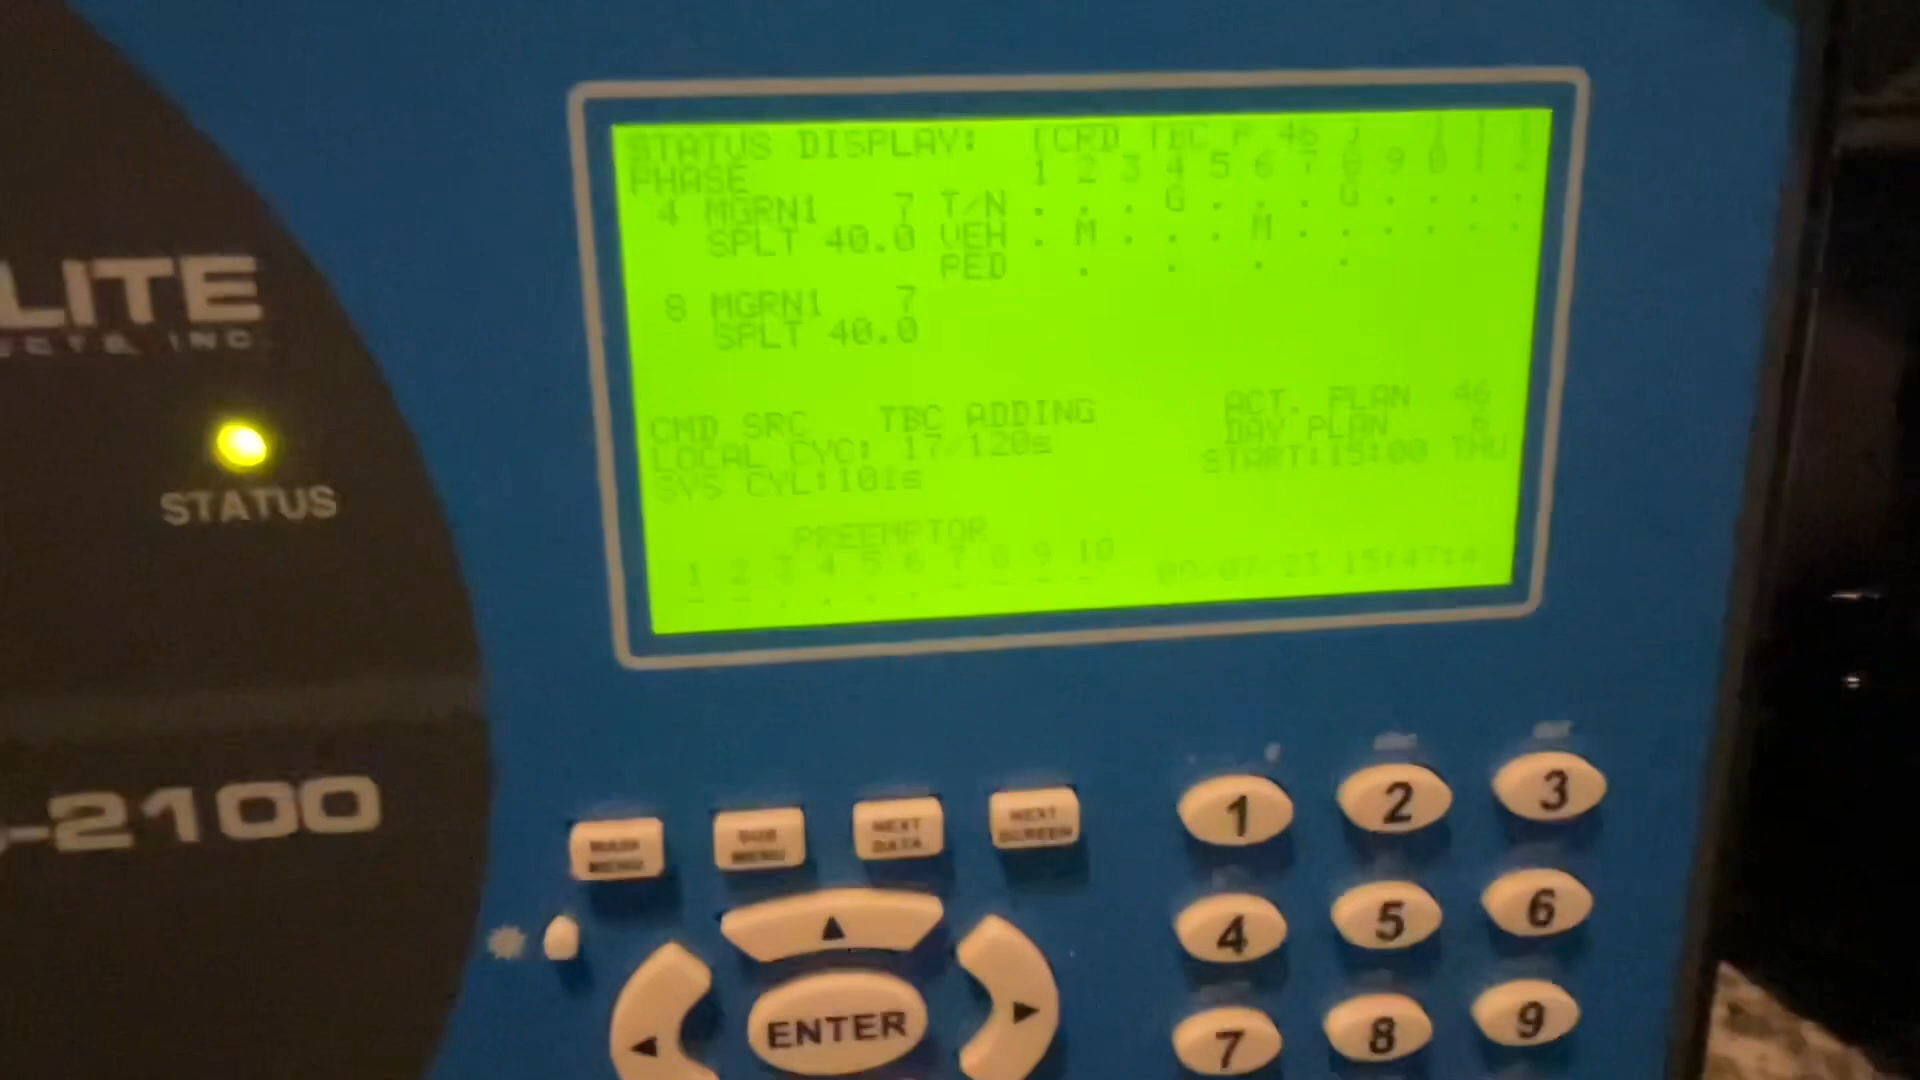 STATUS DISPLAY: [CRD TBC P 46 ]
PHASE 1 2 3 4 5 6 7 8 9 0 1 2
4 MGRN1 7 T/N . . . G . . . G . . . .
SPLT 40.0 VEH . M . . . M . . . . . .
PED . . . .
8 MGRN1 7
SPLT 40.0
CMD SRC TBC ADDING ACT. PLAN 46
LOCAL CYC: 17/120s DAY PLAN 6
SYS CYL:101s START:15:00 THU
PREEMPTOR
1 2 3 4 5 6 7 8 9 10
LITE
INC.
STATUS
-2100
MAIN MENU
SUB MENU
NEXT DATA
NEXT SCREEN
1 2 3
4 5 6
ENTER
7 8 9